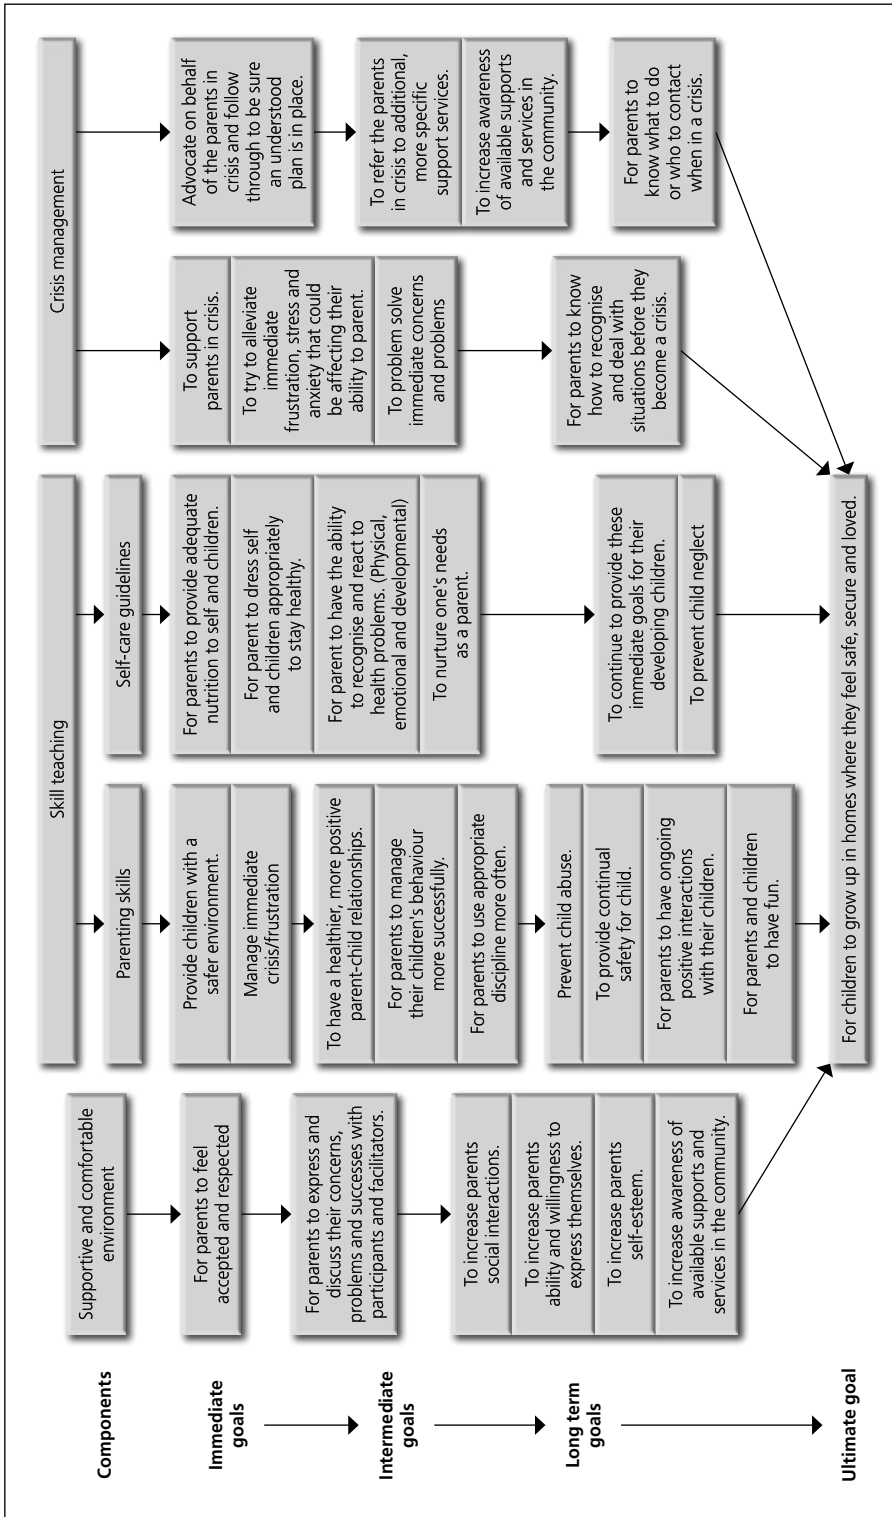 Components
Supportive and comfortable
environment
Skill teaching
Crisis management
Parenting skills
Self-care guidelines
Immediate
goals
For parents to feel
accepted and respected
Provide children with a
safer environment.
Manage immediate
crisis/frustration
For parents to provide adequate
nutrition to self and children.
For parent to dress self
and children appropriately
to stay healthy.
For parent to have the ability
to recognise and react to
health problems. (Physical,
emotional and developmental)
To nurture one's needs
as a parent.
To support
parents in crisis.
To try to alleviate
immediate
frustration, stress and
anxiety that could
be affecting their
ability to parent.
To problem solve
immediate concerns
and problems
Advocate on behalf
of the parents in
crisis and follow
through to be sure
an understood
plan is in place.
Intermediate
goals
For parents to express and
discuss their concerns,
problems and successes with
participants and facilitators.
To have a healthier, more positive
parent-child relationships.
For parents to manage
their children's behaviour
more successfully.
For parents to use appropriate
discipline more often.
To refer the parents
in crisis to additional,
more specific
support services.
To increase awareness
of available supports
and services in
the community.
Long term
goals
To increase parents
social interactions.
To increase parents
ability and willingness to
express themselves.
To increase parents
self-esteem.
To increase awareness of
available supports and
services in the community.
Prevent child abuse.
To provide continual
safety for child.
For parents to have ongoing
positive interactions
with their children.
For parents and children
to have fun.
To continue to provide these
immediate goals for their
developing children.
To prevent child neglect
For parents to know
how to recognise
and deal with
situations before they
become a crisis.
For parents to
know what to do
or who to contact
when in a crisis.
Ultimate goal
For children to grow up in homes where they feel safe, secure and loved.